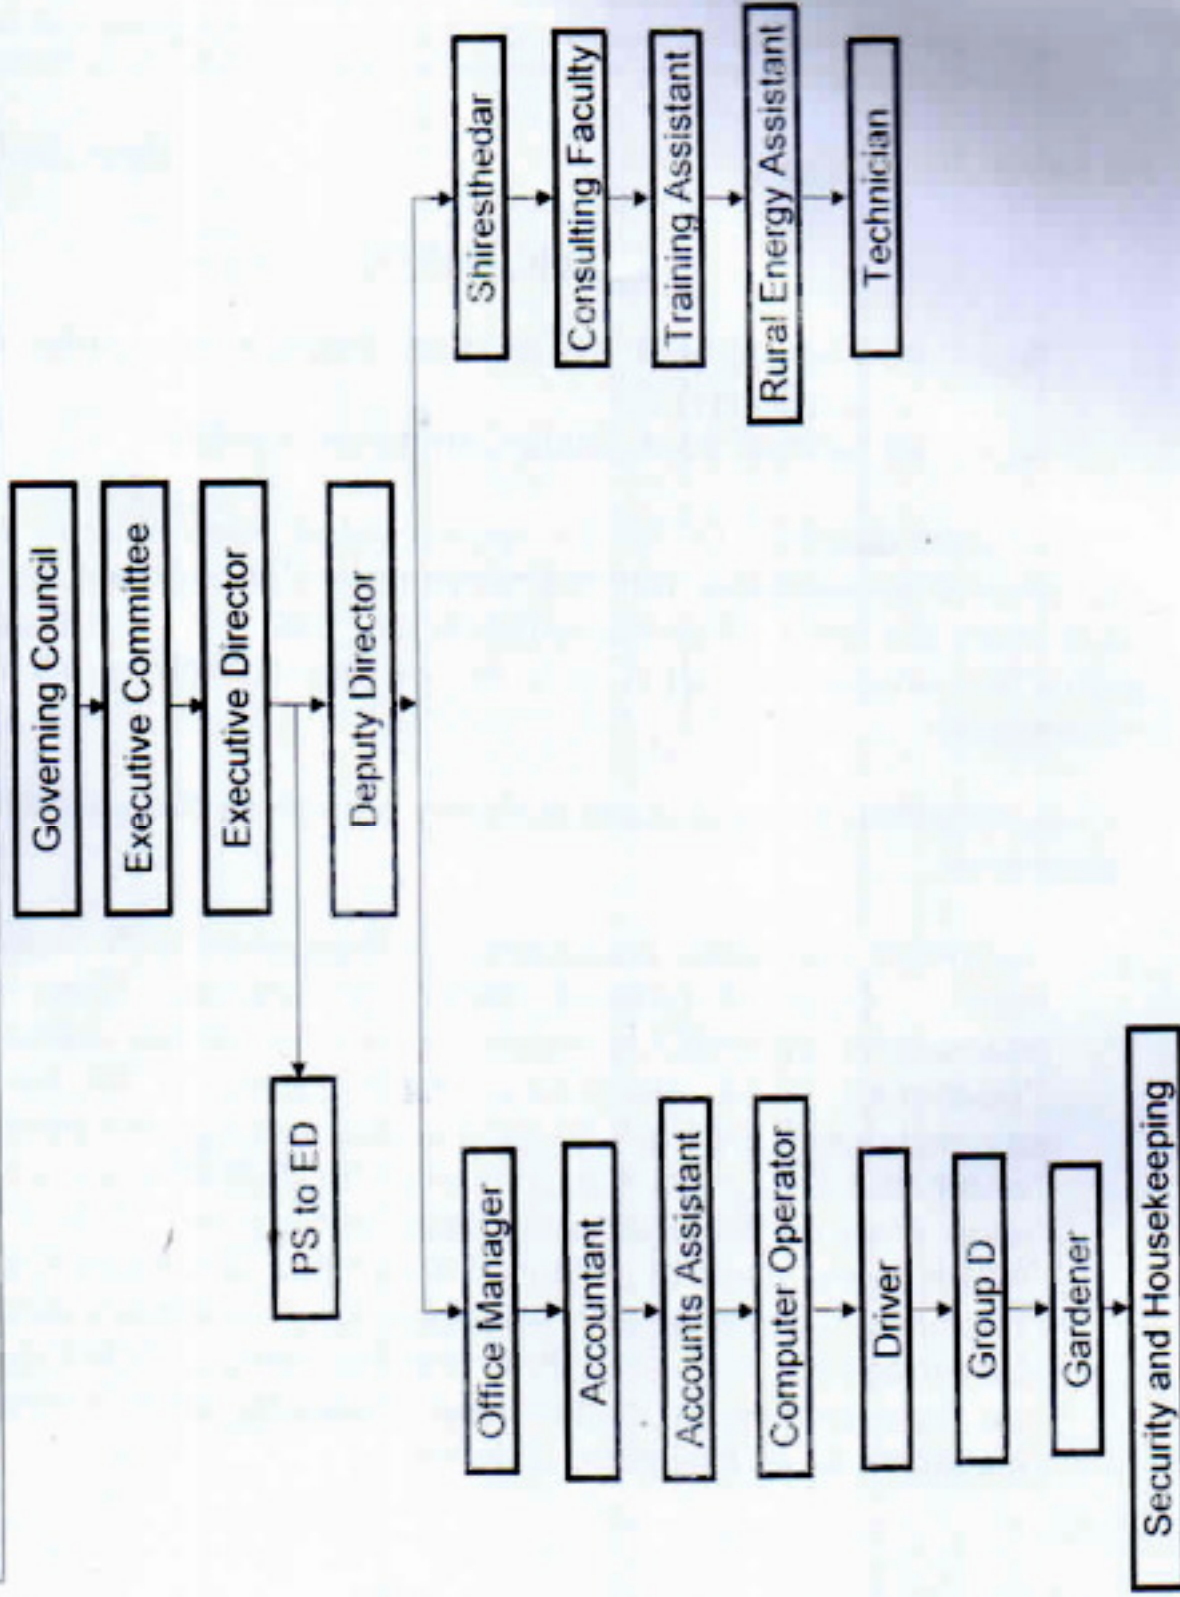 Governing Council
Executive Committee
Executive Director
PS to ED
Deputy Director
Office Manager
Accountant
Accounts Assistant
Computer Operator
Driver
Group D
Gardener
Security and Housekeeping
Shiresthedar
Consulting Faculty
Training Assistant
Rural Energy Assistant
Technician